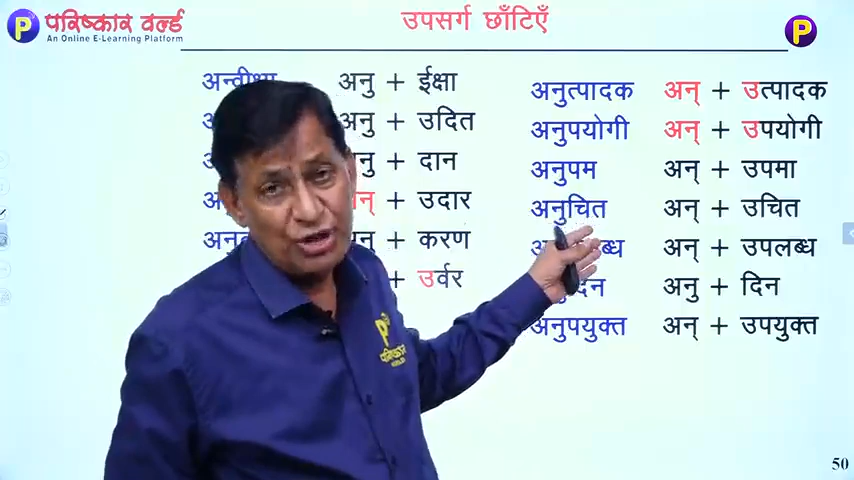 परिष्कार वर्ल्ड
An Online E-Learning Platform
उपसर्ग छाँटिएँ
P
अन्वीक्षा अनु + ईक्षा
अनु + उदित
नु + दान
न् + उदार
नु + करण
+ उर्वर
अनुत्पादक अन् + उत्पादक
अनुपयोगी अन् + उपयोगी
अनुपम अन् + उपमा
अनुचित अन् + उचित
अन् + उपलब्ध
अनु + दिन
अनुपयुक्त अन् + उपयुक्त
P
परिष्कार
50